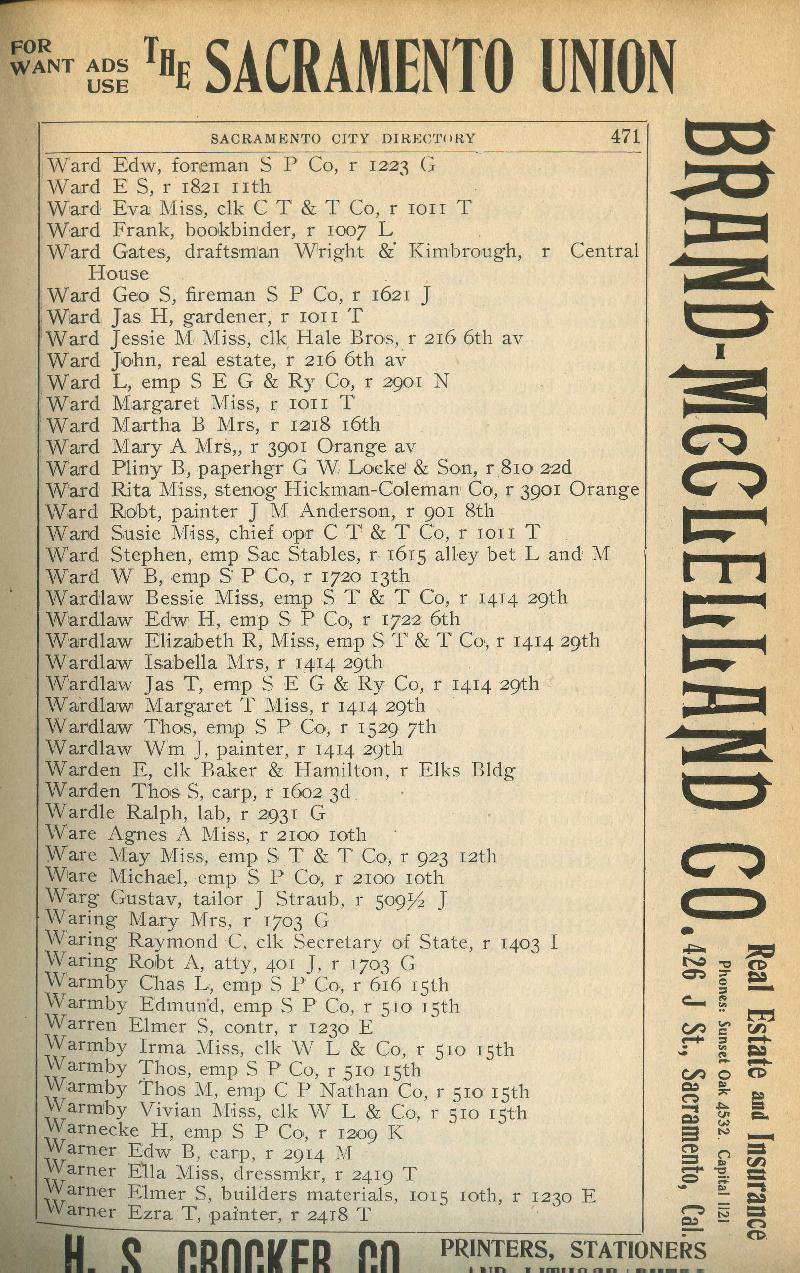 FOR
WANT ADS
USE
THE SACRAMENTO UNION
SACRAMENTO CITY DIRECTORY 471
Ward Edw, foreman S P Co, r 1223 G
Ward E S, r 1821 11th
Ward Eva Miss, clk C T & T Co, r 1011 T
Ward Frank, bookbinder, r 1007 L
Ward Gates, draftsman Wright & Kimbrough, r Central
House
Ward Geo S, fireman S P Co, r 1621 J
Ward Jas H, gardener, r 1011 T
Ward Jessie M Miss, clk Hale Bros, r 216 6th av
Ward John, real estate, r 216 6th av
Ward L, emp S E G & Ry Co, r 2901 N
Ward Margaret Miss, r 1011 T
Ward Martha B Mrs, r 1218 16th
Ward Mary A Mrs,, r 3901 Orange av
Ward Pliny B, paperhgr G W Locke & Son, r 810 22d
Ward Rita Miss, stenog Hickman-Coleman Co, r 3901 Orange
Ward Robt, painter J M Anderson, r 901 8th
Ward Susie Miss, chief opr C T & T Co, r 1011 T
Ward Stephen, emp Sac Stables, r 1615 alley bet L and M
Ward W B, emp S P Co, r 1720 13th
Wardlaw Bessie Miss, emp S T & T Co, r 1414 29th
Wardlaw Edw H, emp S P Co, r 1722 6th
Wardlaw Elizabeth R, Miss, emp S T & T Co, r 1414 29th
Wardlaw Isabella Mrs, r 1414 29th
Wardlaw Jas T, emp S E G & Ry Co, r 1414 29th
Wardlaw Margaret T Miss, r 1414 29th
Wardlaw Thos, emp S P Co, r 1529 7th
Wardlaw Wm J, painter, r 1414 29th
Warden E, clk Baker & Hamilton, r Elks Bldg
Warden Thos S, carp, r 1602 3d
Wardle Ralph, lab, r 2931 G
Ware Agnes A Miss, r 2100 10th
Ware May Miss, emp S T & T Co, r 923 12th
Ware Michael, emp S P Co, r 2100 10th
Warg Gustav, tailor J Straub, r 509½ J
Waring Mary Mrs, r 1703 G
Waring Raymond C, clk Secretary of State, r 1403 I
Waring Robt A, atty, 401 J, r 1703 G
Warmby Chas L, emp S P Co, r 616 15th
Warmby Edmund, emp S P Co, r 510 15th
Warren Elmer S, contr, r 1230 E
Warmby Irma Miss, clk W L & Co, r 510 15th
Warmby Thos, emp S P Co, r 510 15th
Warmby Thos M, emp C P Nathan Co, r 510 15th
Warmby Vivian Miss, clk W L & Co, r 510 15th
Warnecke H, emp S P Co, r 1209 K
Warner Edw B, carp, r 2914 M
Warner Ella Miss, dressmkr, r 2419 T
Warner Elmer S, builders materials, 1015 10th, r 1230 E
Warner Ezra T, painter, r 2418 T
BRAND-McCLELLAND CO.
Real Estate and Insurance
Phones: Sunset Oak 4532. Capital 1121
426 J St., Sacramento, Cal.
H. S. CROCKER CO
PRINTERS, STATIONERS